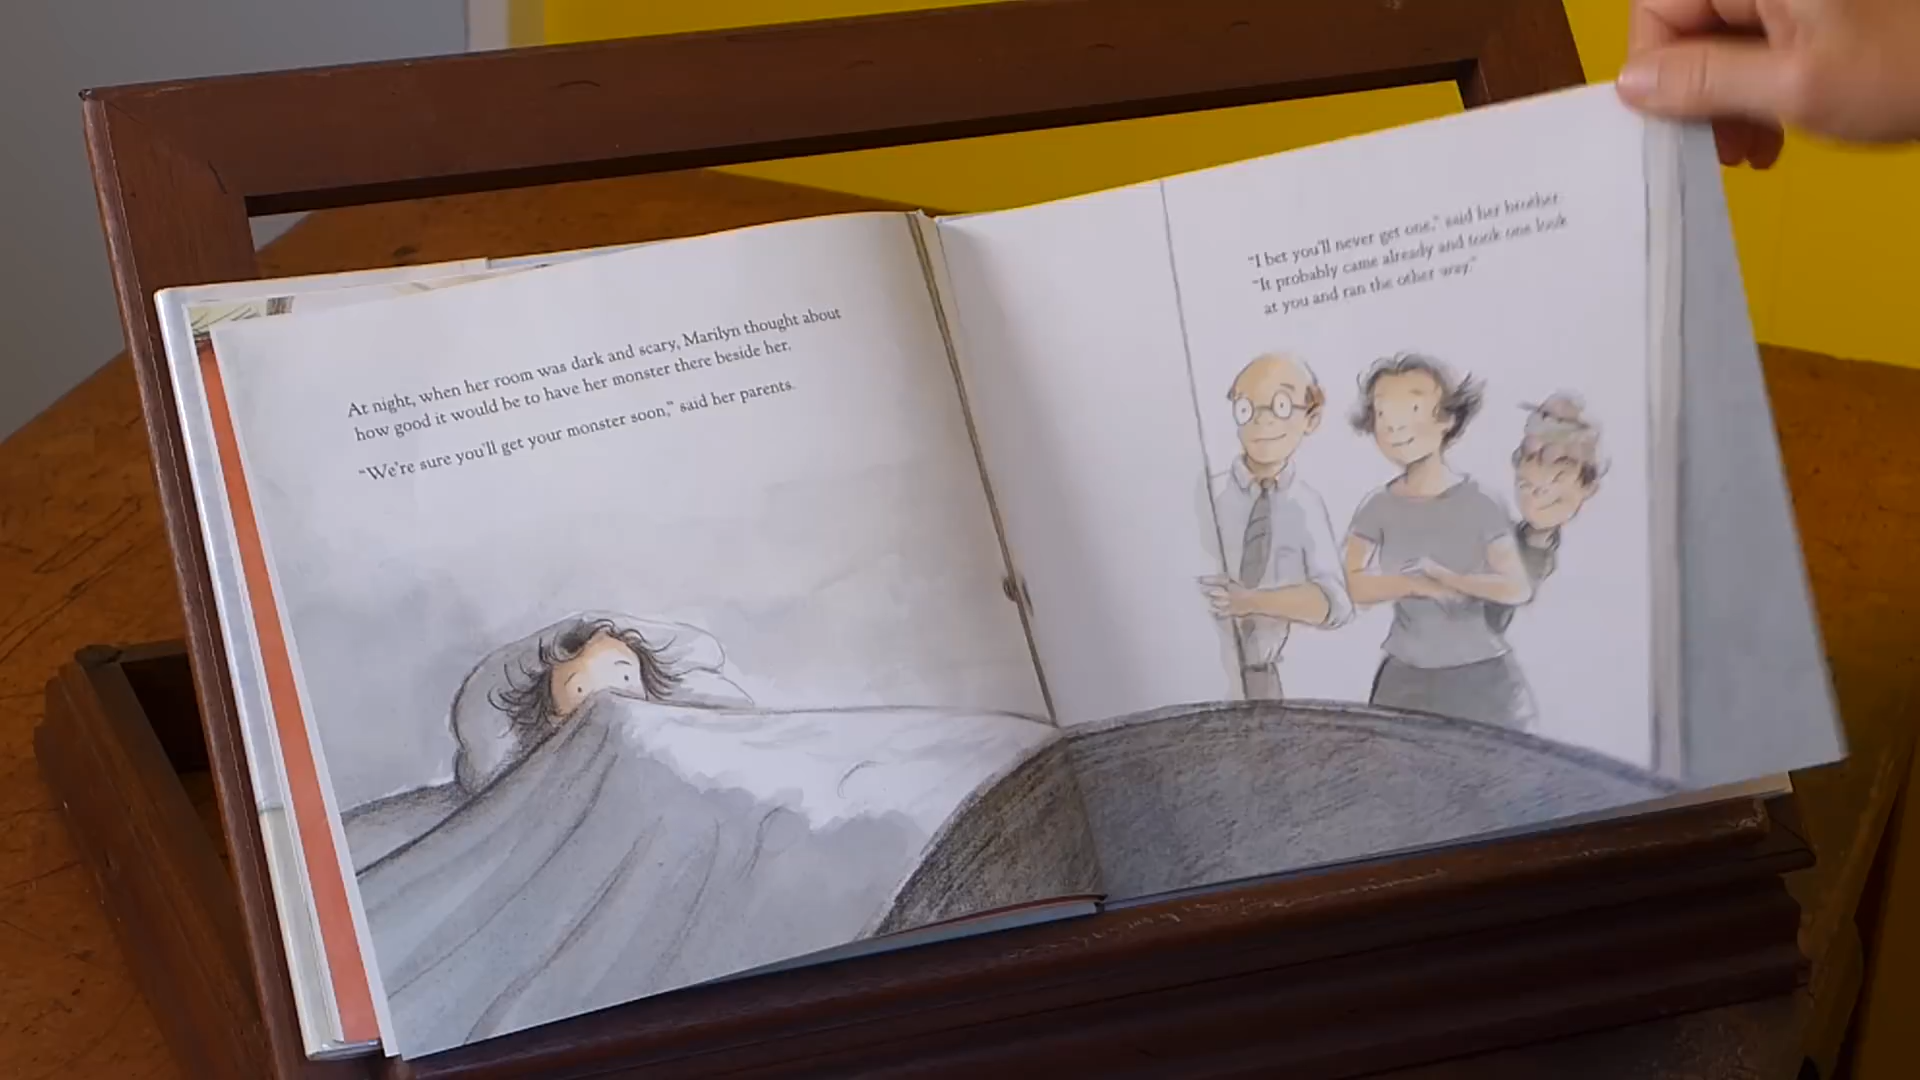 At night, when her room was dark and scary, Marilyn thought about
how good it would be to have her monster there beside her.
“We’re sure you’ll get your monster soon,” said her parents.
“I bet you’ll never get one,” said her brother.
“It probably came already and took one look
at you and ran the other way.”